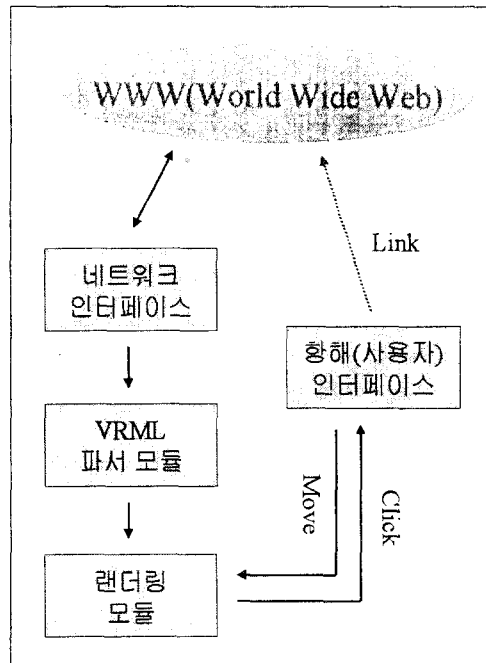 WWW(World Wide Web)
Link
네트워크
인터페이스
항해(사용자)
인터페이스
VRML
파서 모듈
Move
Click
랜더링
모듈